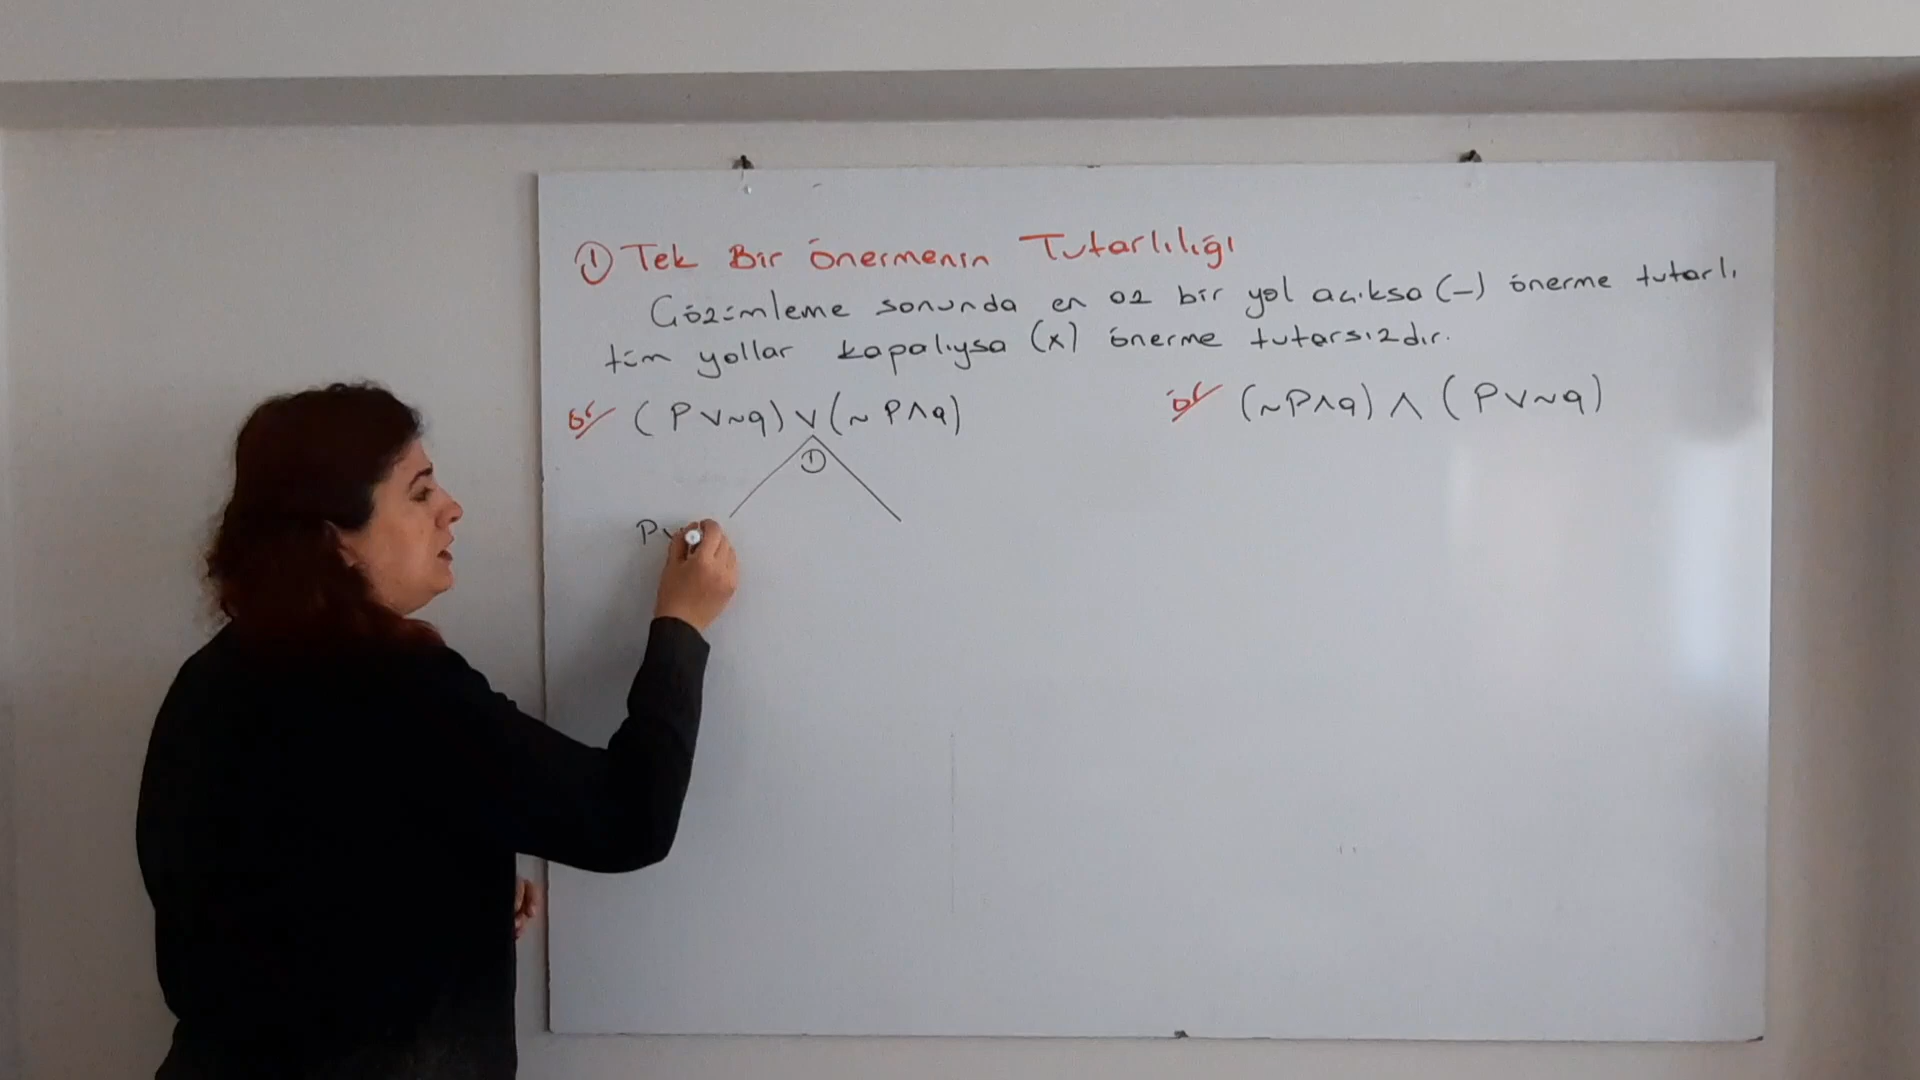 ① Tek Bir önermenin Tutarlılığı
Çözümleme sonunda en az bir yol açıksa (-) önerme tutarlı
tüm yollar kapalıysa (x) önerme tutarsızdır.
ör (P∨~q)∨(~P∧q)
ör (~P∧q)∧(P∨~q)
①
P∨